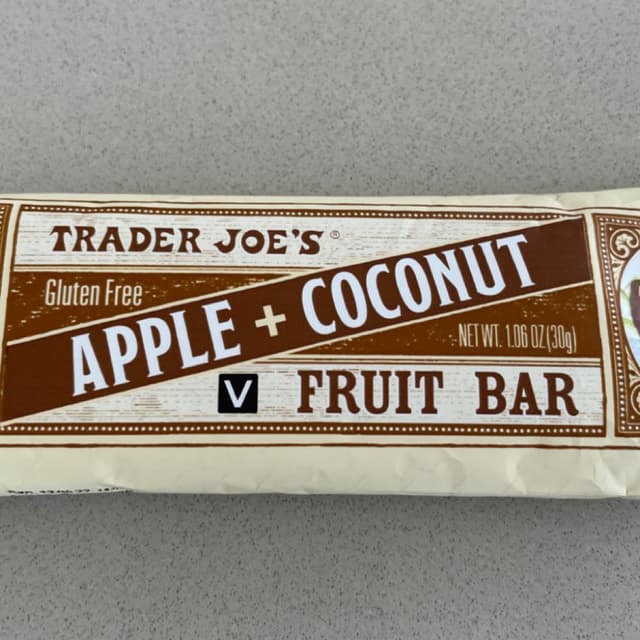 TRADER JOE'S®
Gluten Free
APPLE + COCONUT
NET WT. 1.06 OZ (30g)
V FRUIT BAR